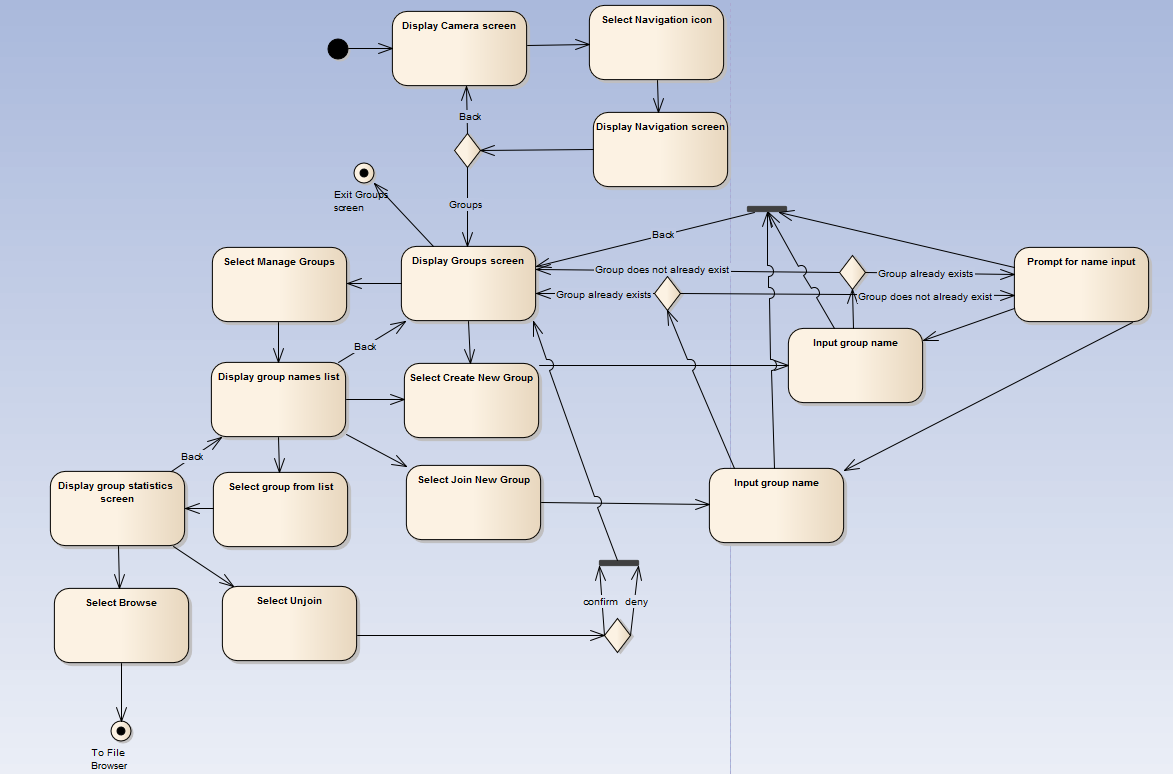 Display Camera screen
Select Navigation icon
Back
Display Navigation screen
Exit Groups
screen
Groups
Back
Select Manage Groups
Display Groups screen
Group does not already exist
Group already exists
Prompt for name input
Group already exists
Group does not already exist
Back
Input group name
Display group names list
Select Create New Group
Back
Display group statistics
screen
Select group from list
Select Join New Group
Input group name
Select Browse
Select Unjoin
confirm
deny
To File
Browser